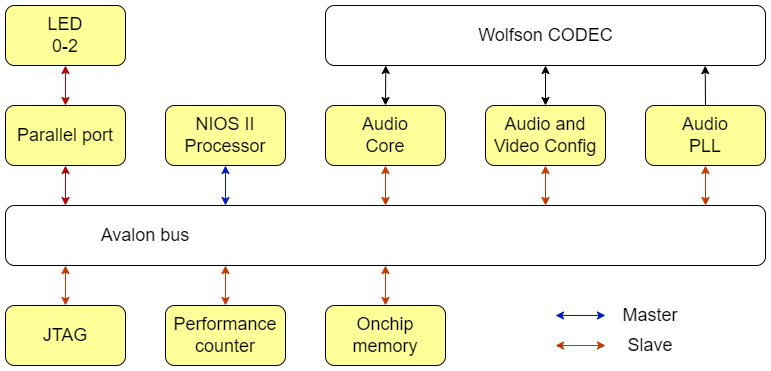 LED
0-2
Wolfson CODEC
Parallel port
NIOS II
Processor
Audio
Core
Audio and
Video Config
Audio
PLL
Avalon bus
JTAG
Performance
counter
Onchip
memory
Master
Slave